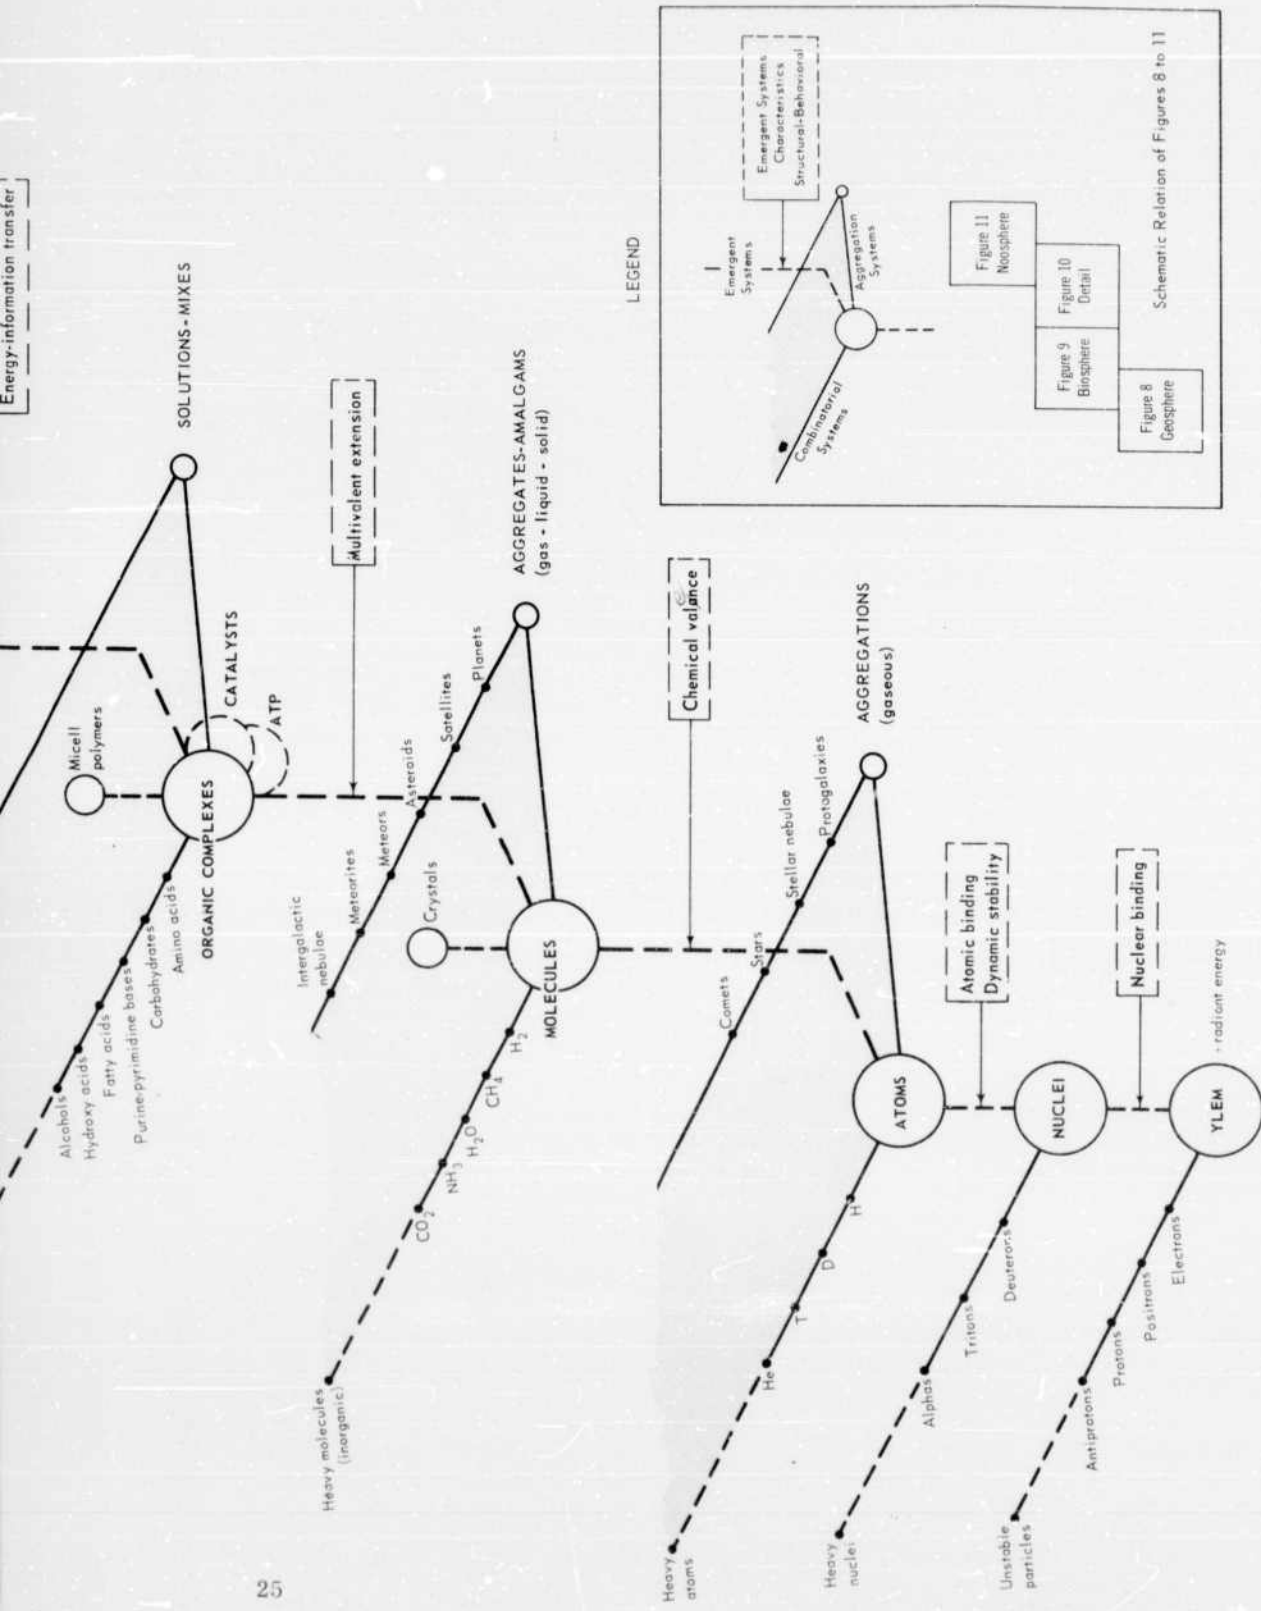 Energy-information transfer
SOLUTIONS-MIXES
Micell
polymers
CATALYSTS
ATP
ORGANIC COMPLEXES
Amino acids
Carbohydrates
Purine-pyrimidine bases
Fatty acids
Hydroxy acids
Alcohols
Multivalent extension
AGGREGATES-AMALGAMS
(gas - liquid - solid)
Planets
Satellites
Asteroids
Meteors
Meteorites
Intergalactic
nebulae
Crystals
MOLECULES
H2
CH4
H2O
NH3
CO2
Heavy molecules
(inorganic)
Chemical valance
e
AGGREGATIONS
(gaseous)
Protogalaxies
Stellar nebulae
Stars
Comets
ATOMS
H
D
T
He
Heavy
atoms
Atomic binding
Dynamic stability
NUCLEI
Deuterons
Tritons
Alphas
Heavy
nuclei
Nuclear binding
YLEM
+ radiant energy
Electrons
Positrons
Protons
Antiprotons
Unstable
particles
LEGEND
Emergent
Systems
Emergent Systems
Characteristics
Structural-Behavioral
Aggregation
Systems
Combinatorial
Systems
Figure 11
Noosphere
Figure 10
Detail
Figure 9
Biosphere
Figure 8
Geosphere
Schematic Relation of Figures 8 to 11
25